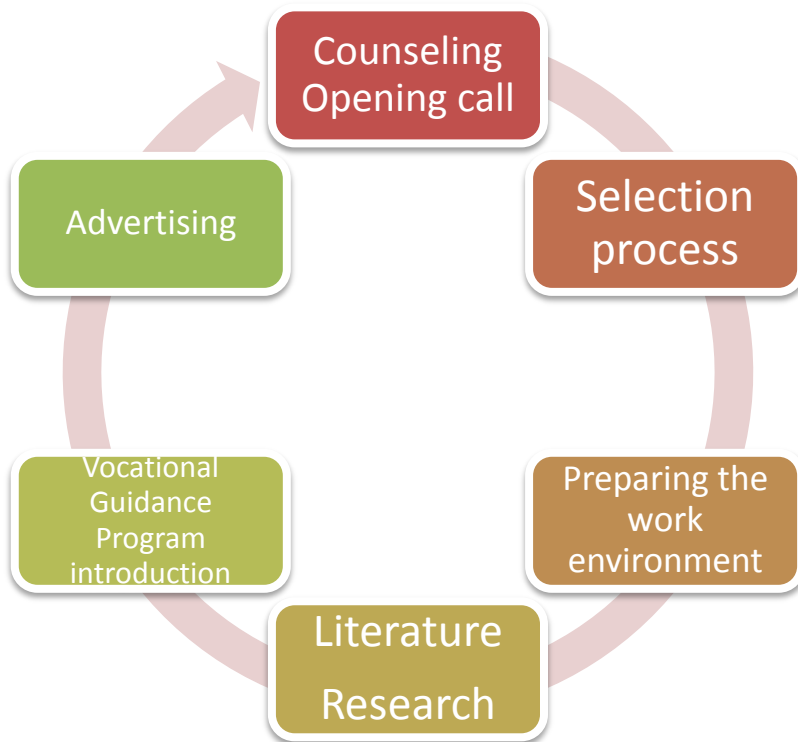 Counseling
Opening call
Selection
process
Preparing the
work
environment
Literature
Research
Vocational
Guidance
Program
introduction
Advertising